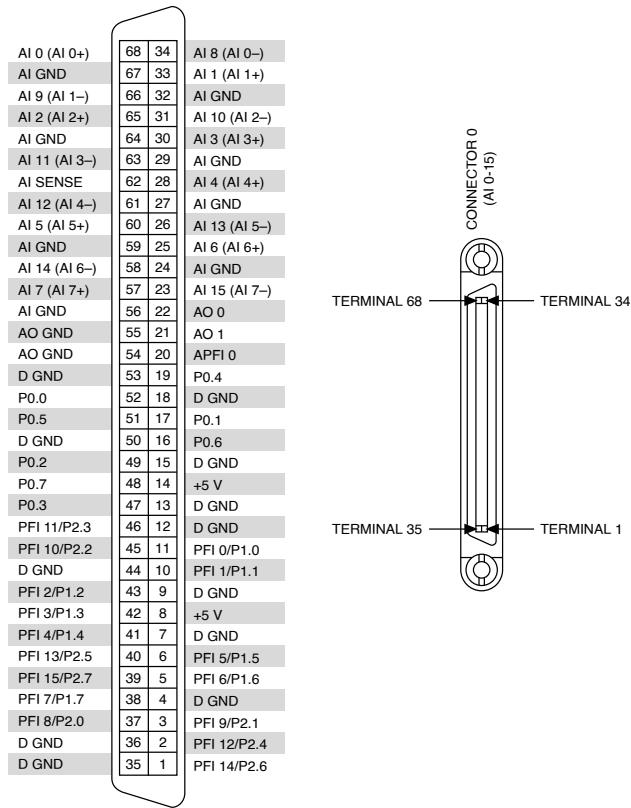 AI 0 (AI 0+) 68 34 AI 8 (AI 0–)
AI GND 67 33 AI 1 (AI 1+)
AI 9 (AI 1–) 66 32 AI GND
AI 2 (AI 2+) 65 31 AI 10 (AI 2–)
AI GND 64 30 AI 3 (AI 3+)
AI 11 (AI 3–) 63 29 AI GND
AI SENSE 62 28 AI 4 (AI 4+)
AI 12 (AI 4–) 61 27 AI GND
AI 5 (AI 5+) 60 26 AI 13 (AI 5–)
AI GND 59 25 AI 6 (AI 6+)
AI 14 (AI 6–) 58 24 AI GND
AI 7 (AI 7+) 57 23 AI 15 (AI 7–)
AI GND 56 22 AO 0
AO GND 55 21 AO 1
AO GND 54 20 APFI 0
D GND 53 19 P0.4
P0.0 52 18 D GND
P0.5 51 17 P0.1
D GND 50 16 P0.6
P0.2 49 15 D GND
P0.7 48 14 +5 V
P0.3 47 13 D GND
PFI 11/P2.3 46 12 D GND
PFI 10/P2.2 45 11 PFI 0/P1.0
D GND 44 10 PFI 1/P1.1
PFI 2/P1.2 43 9 D GND
PFI 3/P1.3 42 8 +5 V
PFI 4/P1.4 41 7 D GND
PFI 13/P2.5 40 6 PFI 5/P1.5
PFI 15/P2.7 39 5 PFI 6/P1.6
PFI 7/P1.7 38 4 D GND
PFI 8/P2.0 37 3 PFI 9/P2.1
D GND 36 2 PFI 12/P2.4
D GND 35 1 PFI 14/P2.6
CONNECTOR 0
(AI 0-15)
TERMINAL 68 TERMINAL 34
TERMINAL 35 TERMINAL 1